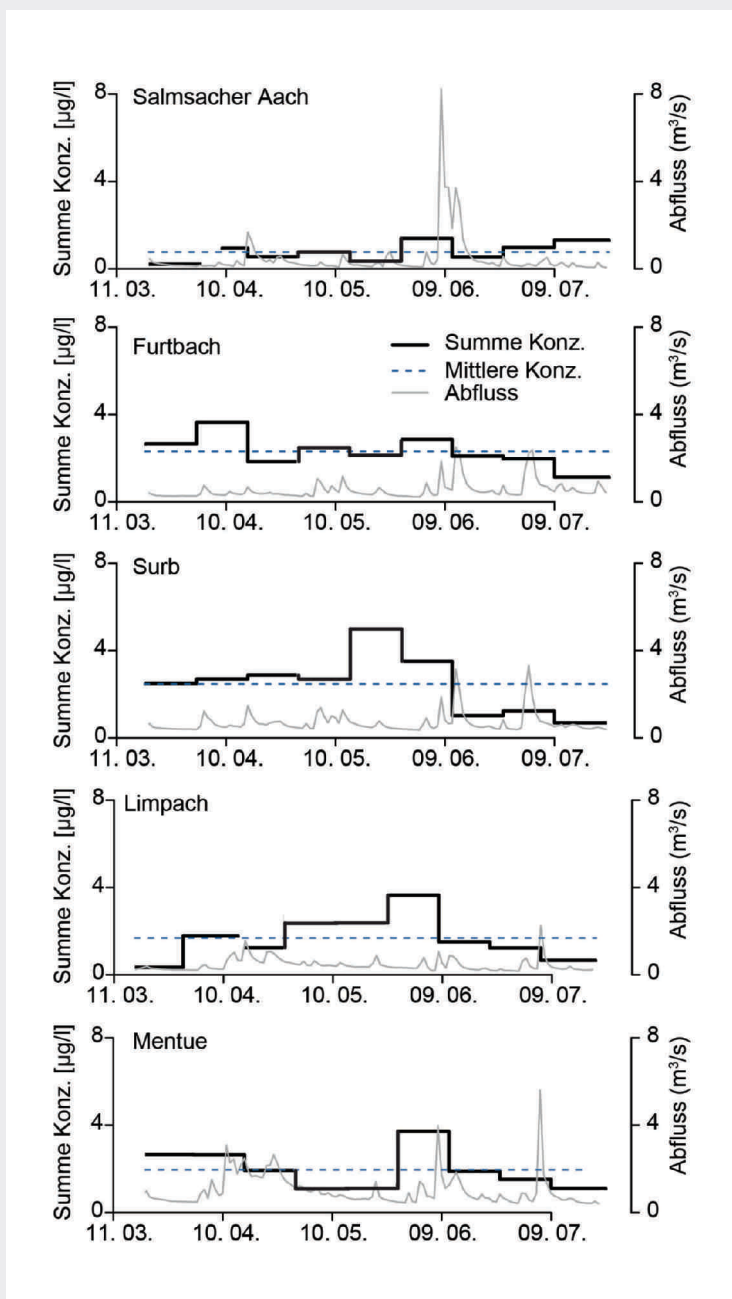 Salmsacher Aach
Summe Konz. [µg/l]
8
4
0
Abfluss (m³/s)
8
4
0
11. 03. 10. 04. 10. 05. 09. 06. 09. 07.
Furtbach
Summe Konz.
Mittlere Konz.
Abfluss
Summe Konz. [µg/l]
8
4
0
Abfluss (m³/s)
8
4
0
11. 03. 10. 04. 10. 05. 09. 06. 09. 07.
Surb
Summe Konz. [µg/l]
8
4
0
Abfluss (m³/s)
8
4
0
11. 03. 10. 04. 10. 05. 09. 06. 09. 07.
Limpach
Summe Konz. [µg/l]
8
4
0
Abfluss (m³/s)
8
4
0
11. 03. 10. 04. 10. 05. 09. 06. 09. 07.
Mentue
Summe Konz. [µg/l]
8
4
0
Abfluss (m³/s)
8
4
0
11. 03. 10. 04. 10. 05. 09. 06. 09. 07.